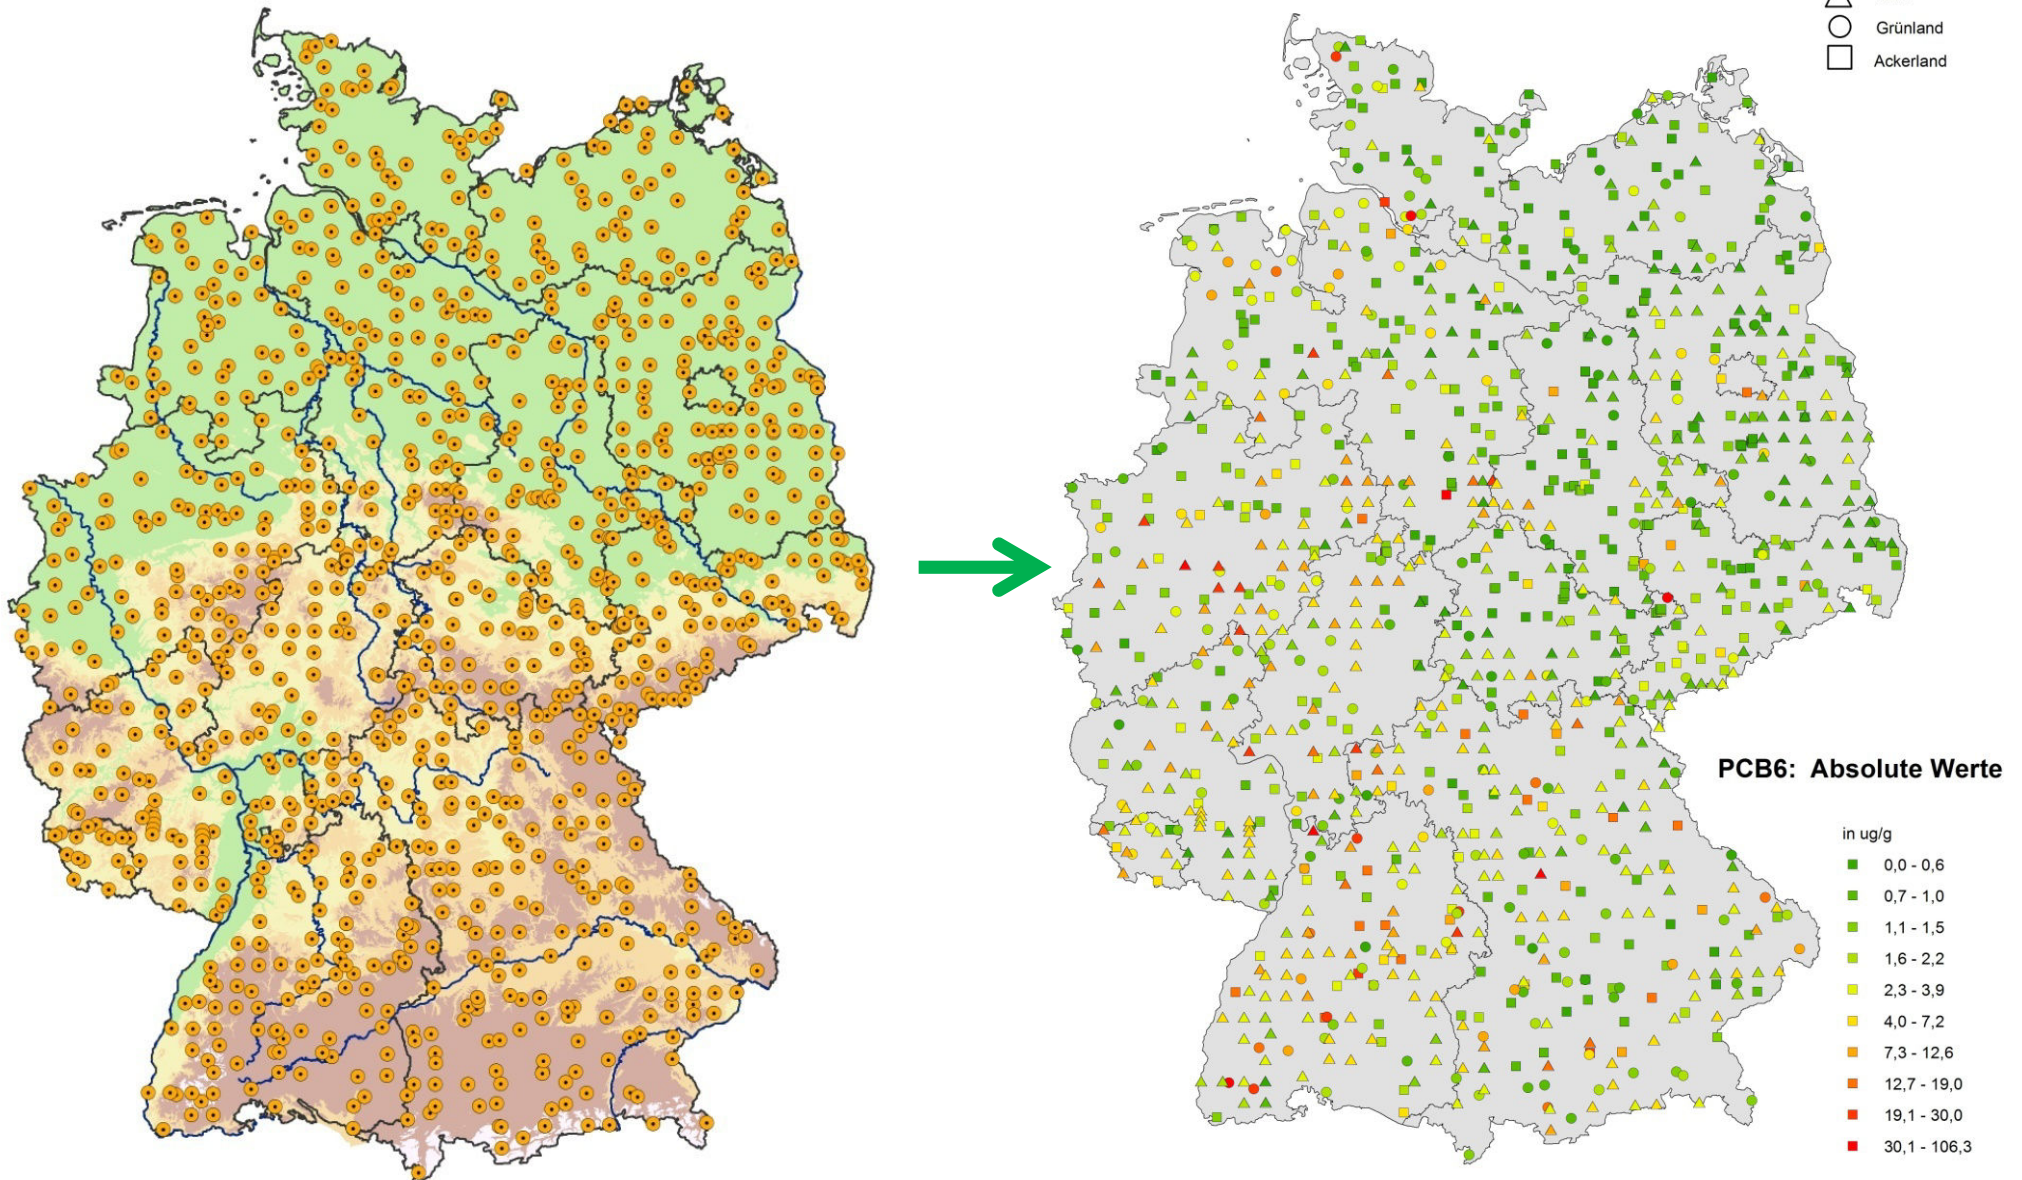 Grünland
Ackerland
PCB6: Absolute Werte
in ug/g
0,0 - 0,6
0,7 - 1,0
1,1 - 1,5
1,6 - 2,2
2,3 - 3,9
4,0 - 7,2
7,3 - 12,6
12,7 - 19,0
19,1 - 30,0
30,1 - 106,3